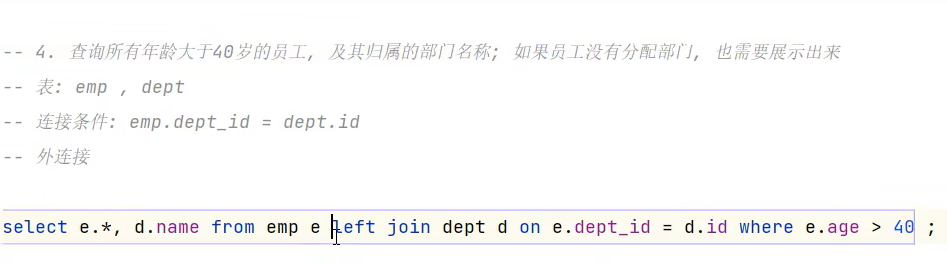 -- 4. 查询所有年龄大于40岁的员工, 及其归属的部门名称; 如果员工没有分配部门, 也需要展示出来
-- 表: emp , dept
-- 连接条件: emp.dept_id = dept.id
-- 外连接
select e.*, d.name from emp e left join dept d on e.dept_id = d.id where e.age > 40 ;